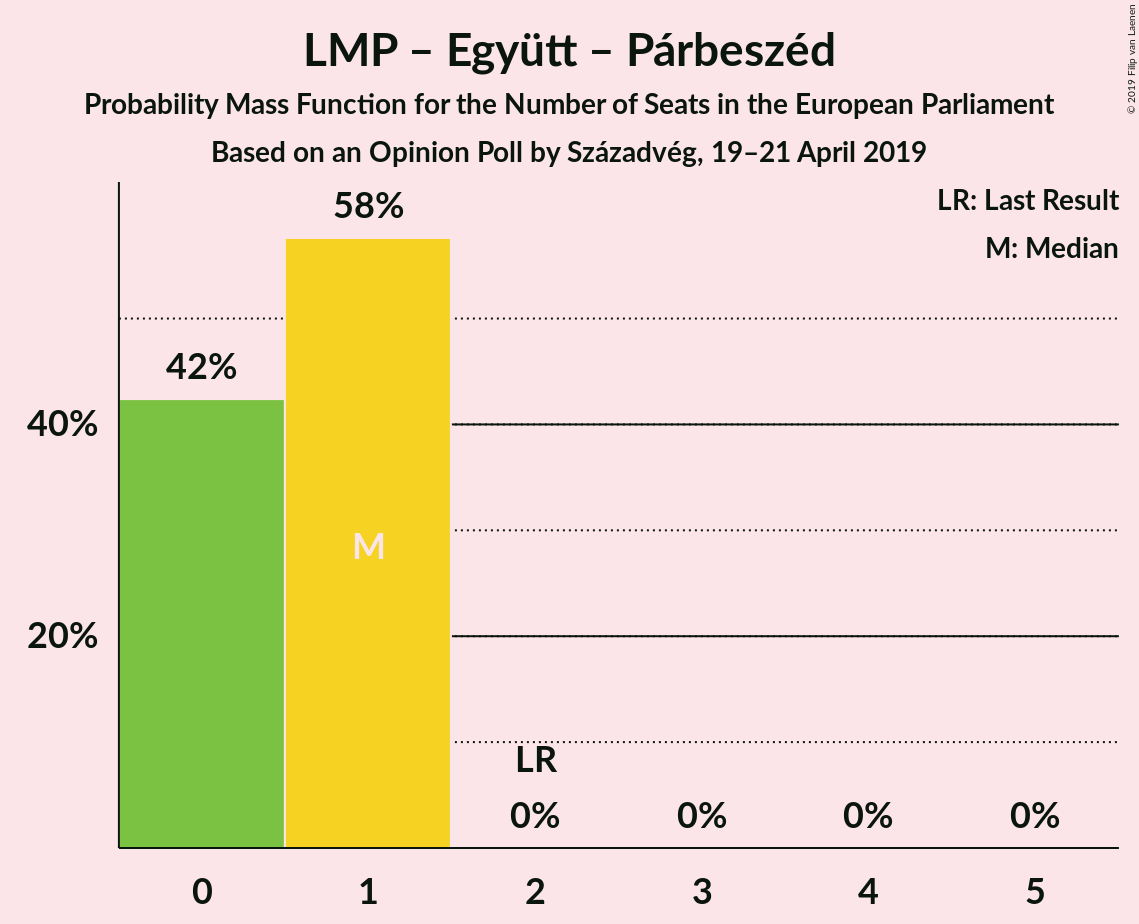 LMP – Együtt – Párbeszéd
Probability Mass Function for the Number of Seats in the European Parliament
Based on an Opinion Poll by Századvég, 19–21 April 2019
© 2019 Filip van Laenen
LR: Last Result
M: Median
58%
42%
40%
M
20%
LR
0% 0% 0% 0%
0 1 2 3 4 5